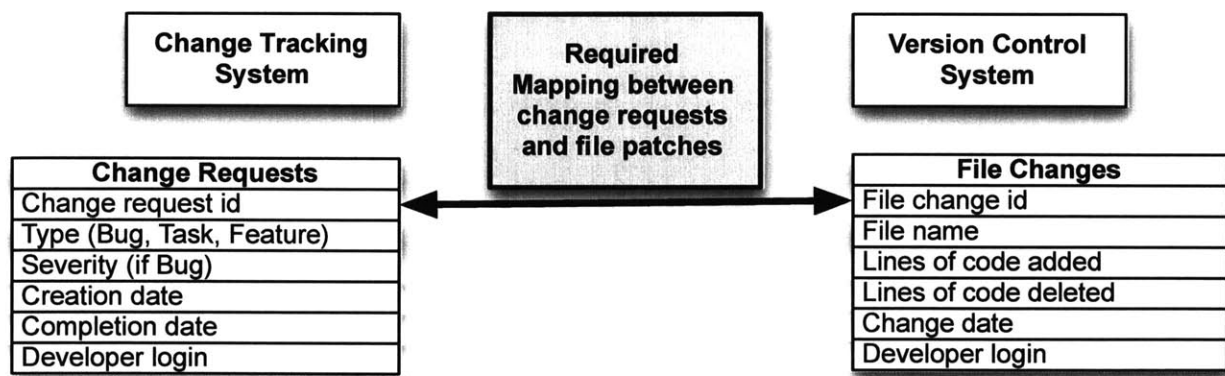 Change Tracking
System
Required
Mapping between
change requests
and file patches
Version Control
System
Change Requests
Change request id
Type (Bug, Task, Feature)
Severity (if Bug)
Creation date
Completion date
Developer login
File Changes
File change id
File name
Lines of code added
Lines of code deleted
Change date
Developer login